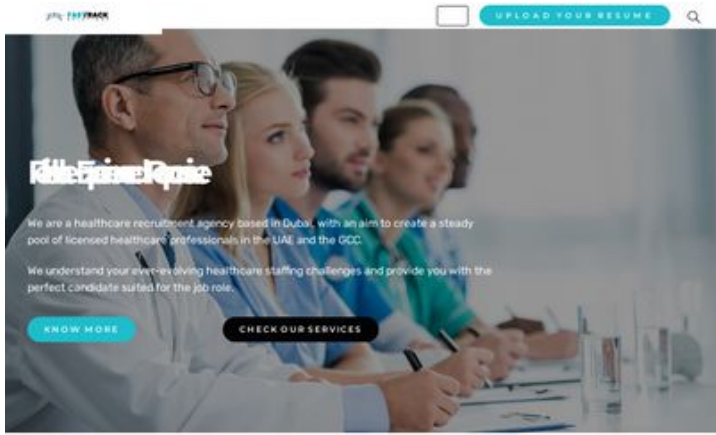 FASTTRACK
UPLOAD YOUR RESUME
We are a healthcare recruitment agency based in Dubai, with an aim to create a steady
pool of licensed healthcare professionals in the UAE and the GCC.
We understand your ever-evolving healthcare staffing challenges and provide you with the
perfect candidate suited for the job role.
KNOW MORE
CHECK OUR SERVICES